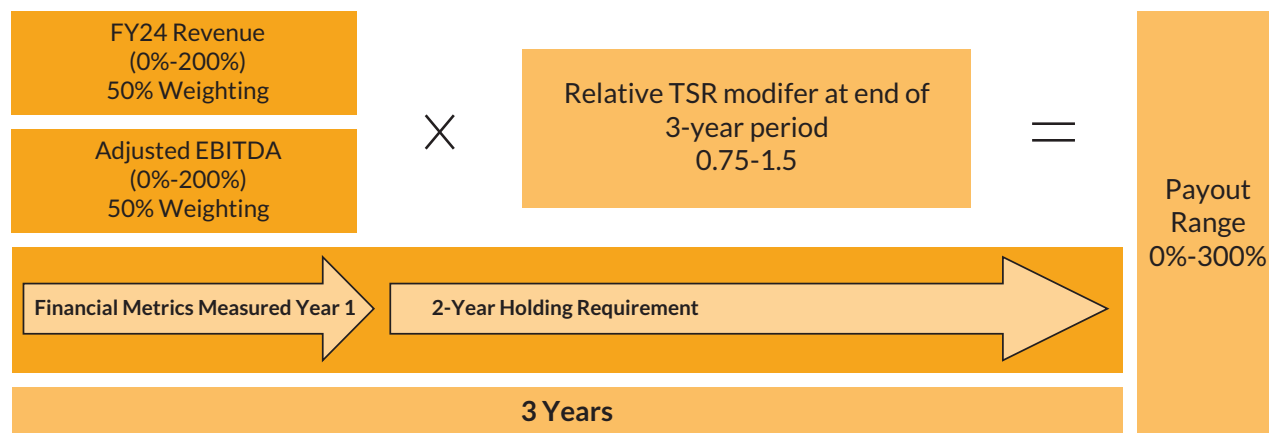 FY24 Revenue
(0%-200%)
50% Weighting
Adjusted EBITDA
(0%-200%)
50% Weighting
Relative TSR modifer at end of
3-year period
0.75-1.5
Payout
Range
0%-300%
Financial Metrics Measured Year 1
2-Year Holding Requirement
3 Years